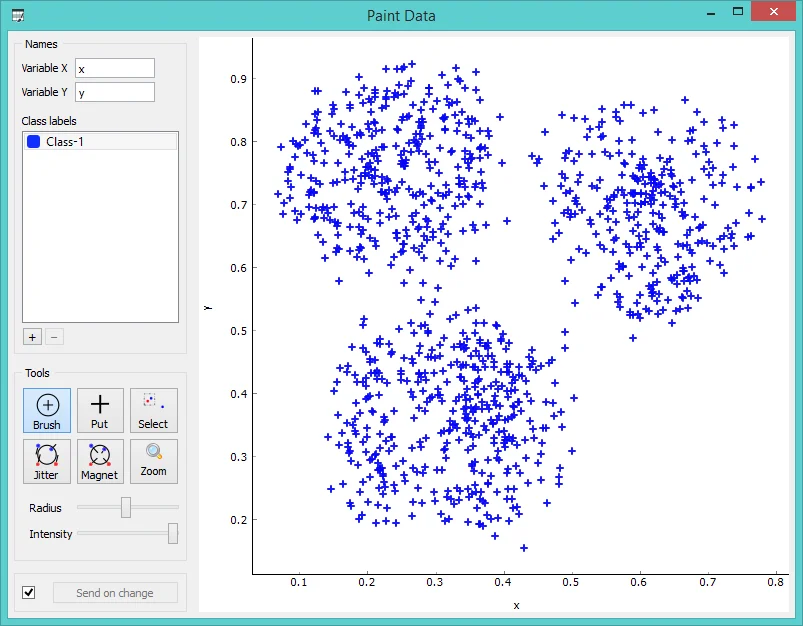 Paint Data
Names
Variable X x
Variable Y y
Class labels
Class-1
+ −
Tools
Brush Put Select
Jitter Magnet Zoom
Radius
Intensity
Send on change
0.9
0.8
0.7
0.6
0.5
0.4
0.3
0.2
y
0.1 0.2 0.3 0.4 0.5 0.6 0.7 0.8
x